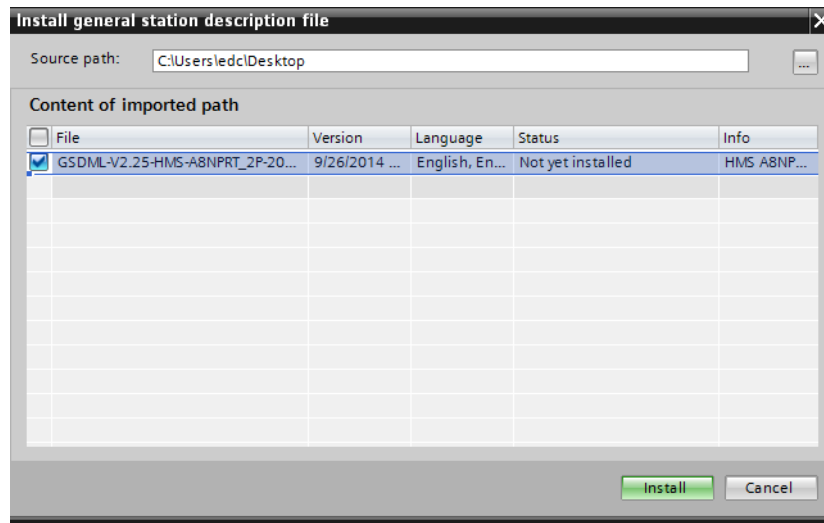 Install general station description file
Source path: C:\Users\edc\Desktop ...
Content of imported path
File Version Language Status Info
GSDML-V2.25-HMS-A8NPRT_2P-20... 9/26/2014 ... English, En... Not yet installed HMS A8NP...
Install Cancel